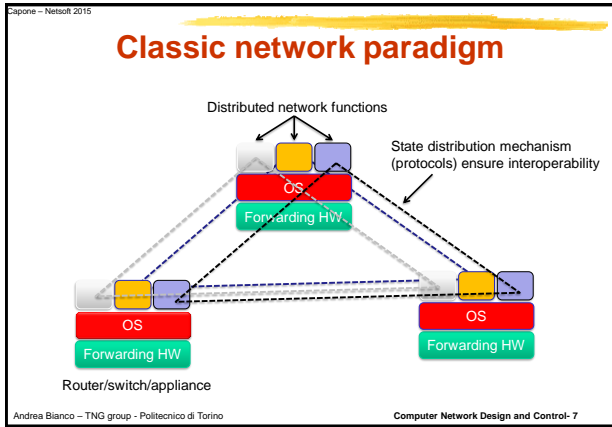 Capone – Netsoft 2015
Classic network paradigm
Distributed network functions
State distribution mechanism
(protocols) ensure interoperability
OS
Forwarding HW
OS
Forwarding HW
OS
Forwarding HW
Router/switch/appliance
Andrea Bianco – TNG group - Politecnico di Torino
Computer Network Design and Control- 7